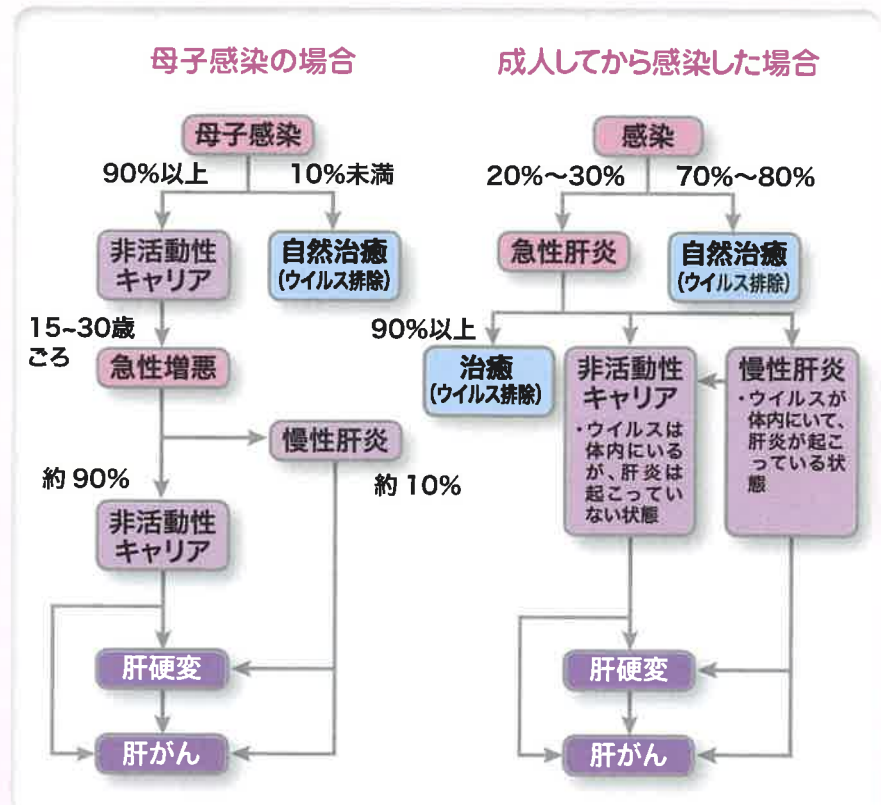 母子感染の場合
母子感染
90%以上
10%未満
非活動性
キャリア
自然治癒
(ウイルス排除)
15~30歳
ごろ
急性増悪
慢性肝炎
約90%
約10%
非活動性
キャリア
肝硬変
肝がん
成人してから感染した場合
感染
20%～30%
70%～80%
急性肝炎
自然治癒
(ウイルス排除)
90%以上
治癒
(ウイルス排除)
非活動性
キャリア
・ウイルスは
体内にいる
が、肝炎は
起こってい
ない状態
慢性肝炎
・ウイルスが
体内にいて、
肝炎が起こ
っている状
態
肝硬変
肝がん